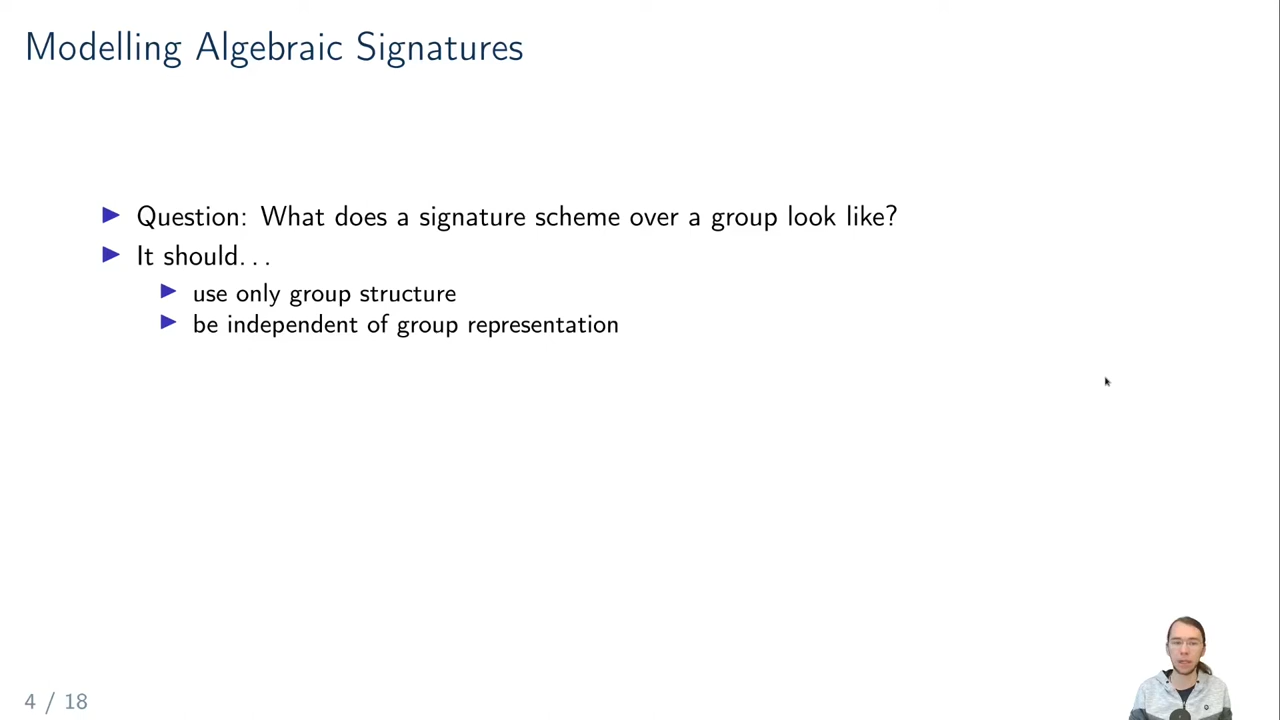 Modelling Algebraic Signatures
Question: What does a signature scheme over a group look like?
It should...
use only group structure
be independent of group representation
4 / 18